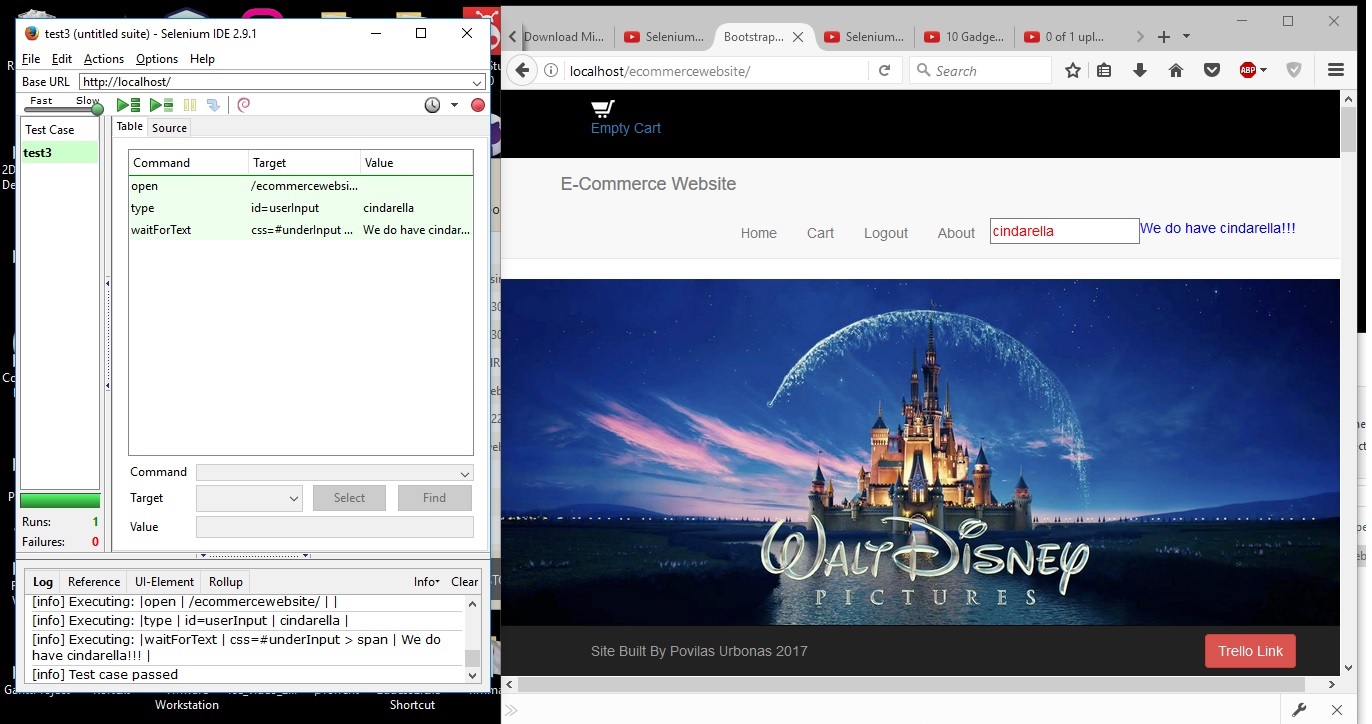 test3 (untitled suite) - Selenium IDE 2.9.1
File Edit Actions Options Help
Base URL http://localhost/
Fast Slow
Test Case
test3
Table Source
Command Target Value
open /ecommercewebsi...
type id=userInput cindarella
waitForText css=#underInput ... We do have cindar...
Command
Target Select Find
Value
Runs: 1
Failures: 0
Log Reference UI-Element Rollup Info Clear
[info] Executing: |open | /ecommercewebsite/ | |
[info] Executing: |type | id=userInput | cindarella |
[info] Executing: |waitForText | css=#underInput > span | We do
have cindarella!!! |
[info] Test case passed
Workstation
Shortcut
Download Mi... Selenium... Bootstrap... Selenium... 10 Gadge... 0 of 1 upl...
localhost/ecommercewebsite/ Search ABP
Empty Cart
E-Commerce Website
Home Cart Logout About cindarella We do have cindarella!!!
WALT DISNEY
PICTURES
Site Built By Povilas Urbonas 2017 Trello Link